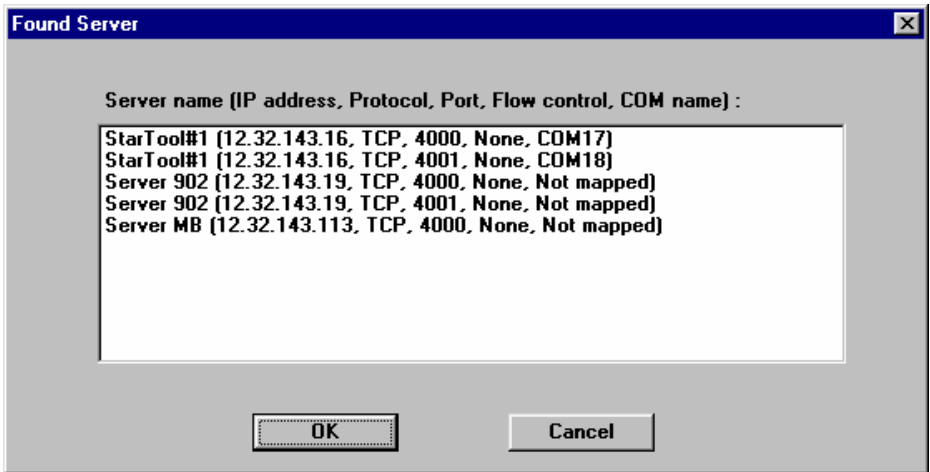 Found Server
Server name (IP address, Protocol, Port, Flow control, COM name) :
StarTool#1 (12.32.143.16, TCP, 4000, None, COM17)
StarTool#1 (12.32.143.16, TCP, 4001, None, COM18)
Server 902 (12.32.143.19, TCP, 4000, None, Not mapped)
Server 902 (12.32.143.19, TCP, 4001, None, Not mapped)
Server MB (12.32.143.113, TCP, 4000, None, Not mapped)
OK Cancel